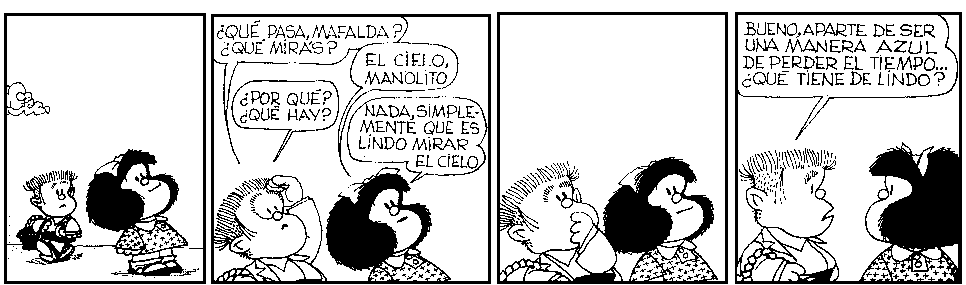 ¿QUÉ PASA, MAFALDA?
¿QUÉ MIRÁS?
EL CIELO,
MANOLITO
¿POR QUÉ?
¿QUÉ HAY?
NADA, SIMPLE-
MENTE QUE ES
LINDO MIRAR
EL CIELO
BUENO, APARTE DE SER
UNA MANERA AZUL
DE PERDER EL TIEMPO...
¿QUÉ TIENE DE LINDO?